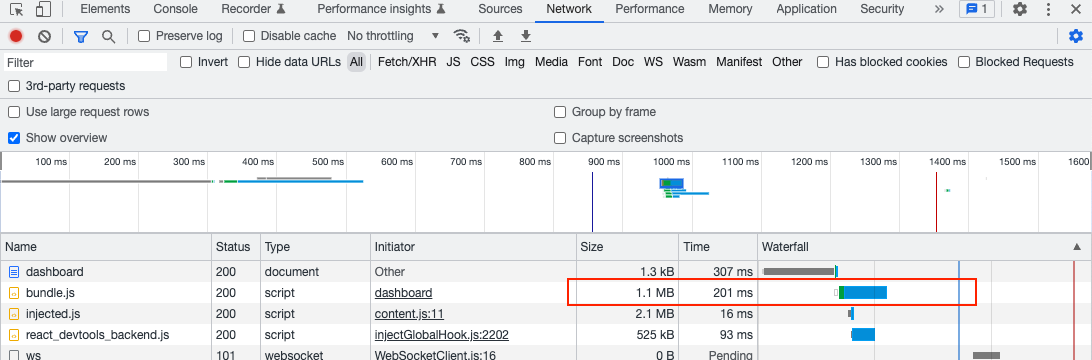 Elements Console Recorder Performance insights Sources Network Performance Memory Application Security » 1
Preserve log Disable cache No throttling
Filter Invert Hide data URLs All Fetch/XHR JS CSS Img Media Font Doc WS Wasm Manifest Other Has blocked cookies Blocked Requests
3rd-party requests
Use large request rows Group by frame
Show overview Capture screenshots
100 ms 200 ms 300 ms 400 ms 500 ms 600 ms 700 ms 800 ms 900 ms 1000 ms 1100 ms 1200 ms 1300 ms 1400 ms 1500 ms 1600
Name Status Type Initiator Size Time Waterfall
dashboard 200 document Other 1.3 kB 307 ms
bundle.js 200 script dashboard 1.1 MB 201 ms
injected.js 200 script content.js:11 2.1 MB 16 ms
react_devtools_backend.js 200 script injectGlobalHook.js:2202 525 kB 93 ms
ws 101 websocket WebSocketClient.js:16 0 B Pending